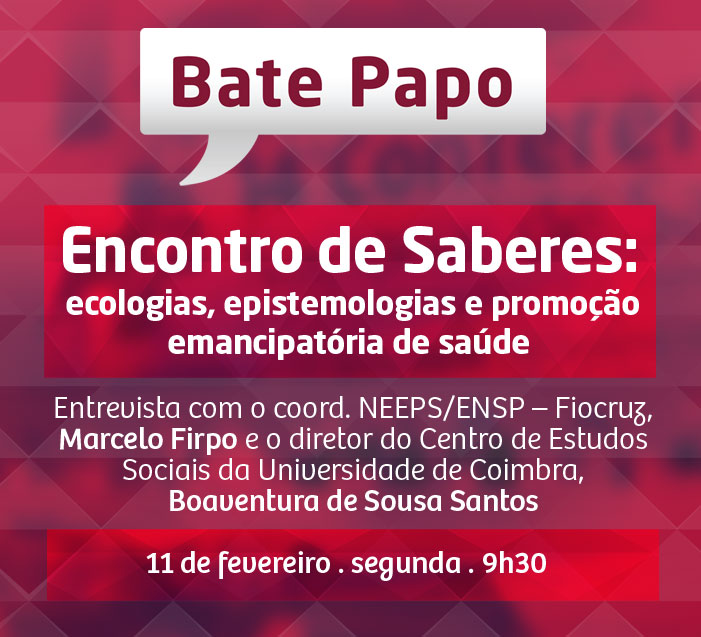 Bate Papo
Encontro de Saberes:
ecologias, epistemologias e promoção
emancipatória de saúde
Entrevista com o coord. NEEPS/ENSP – Fiocruz,
Marcelo Firpo e o diretor do Centro de Estudos
Sociais da Universidade de Coimbra,
Boaventura de Sousa Santos
11 de fevereiro . segunda . 9h30